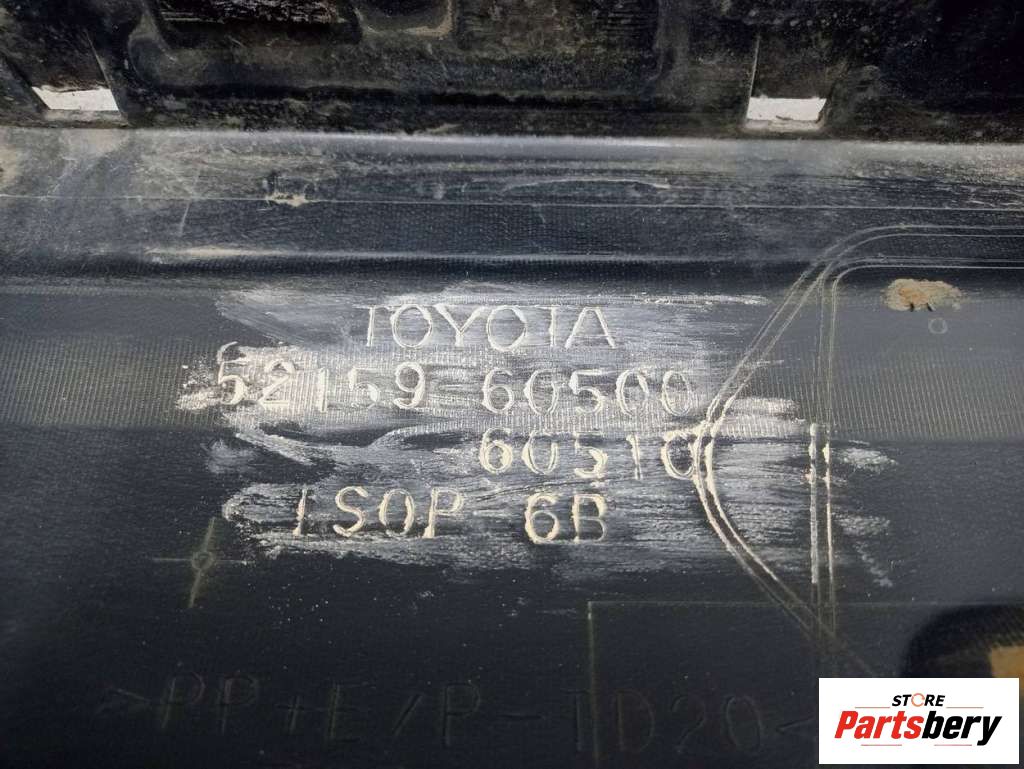 TOYOTA
52159-60500
60510
ISOP-6B
>PP+E/P-TD20<
STORE
Partsbery